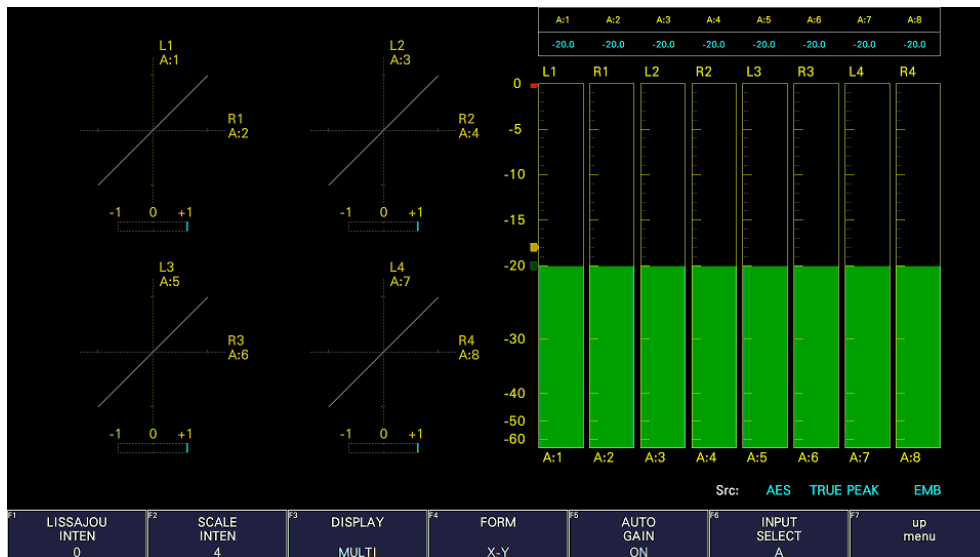 L1
A:1
R1
A:2
-1 0 +1
L2
A:3
R2
A:4
-1 0 +1
L3
A:5
R3
A:6
-1 0 +1
L4
A:7
R4
A:8
-1 0 +1
A:1 A:2 A:3 A:4 A:5 A:6 A:7 A:8
-20.0 -20.0 -20.0 -20.0 -20.0 -20.0 -20.0 -20.0
L1 R1 L2 R2 L3 R3 L4 R4
0
-5
-10
-15
-20
-30
-40
-50
-60
A:1 A:2 A:3 A:4 A:5 A:6 A:7 A:8
Src: AES TRUE PEAK EMB
F1 LISSAJOU
INTEN
0
F2 SCALE
INTEN
4
F3 DISPLAY
MULTI
F4 FORM
X-Y
F5 AUTO
GAIN
ON
F6 INPUT
SELECT
A
F7 up
menu